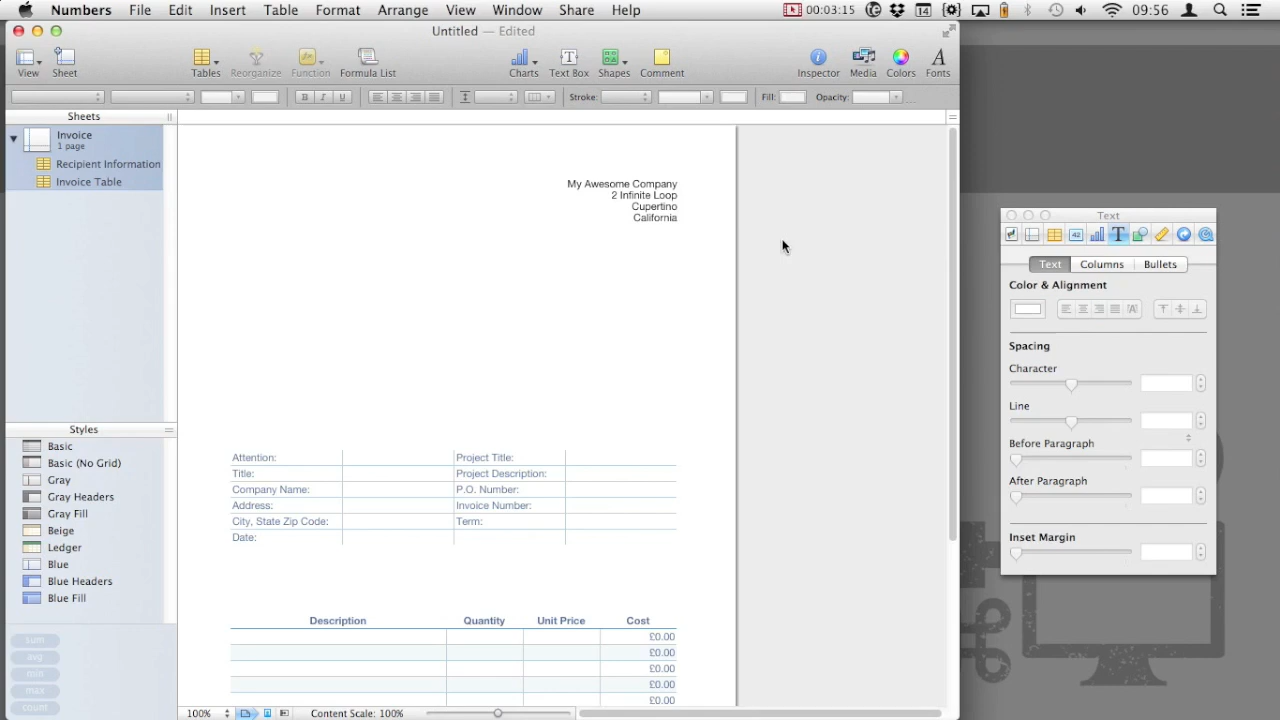 Numbers File Edit Insert Table Format Arrange View Window Share Help 00:03:15 14 09:56
Untitled — Edited
View Sheet Tables Reorganize Function Formula List Charts Text Box Shapes Comment Inspector Media Colors Fonts
B I U Stroke: Fill: Opacity:
Sheets
Invoice
1 page
Recipient Information
Invoice Table
My Awesome Company
2 Infinite Loop
Cupertino
California
Text
42 T
Text Columns Bullets
Color & Alignment
Spacing
Character
Line
Before Paragraph
After Paragraph
Inset Margin
Styles
Basic
Basic (No Grid)
Gray
Gray Headers
Gray Fill
Beige
Ledger
Blue
Blue Headers
Blue Fill
sum
avg
min
max
count
Attention: Project Title:
Title: Project Description:
Company Name: P.O. Number:
Address: Invoice Number:
City, State Zip Code: Term:
Date:
Description Quantity Unit Price Cost
£0.00
£0.00
£0.00
£0.00
£0.00
100% Content Scale: 100%